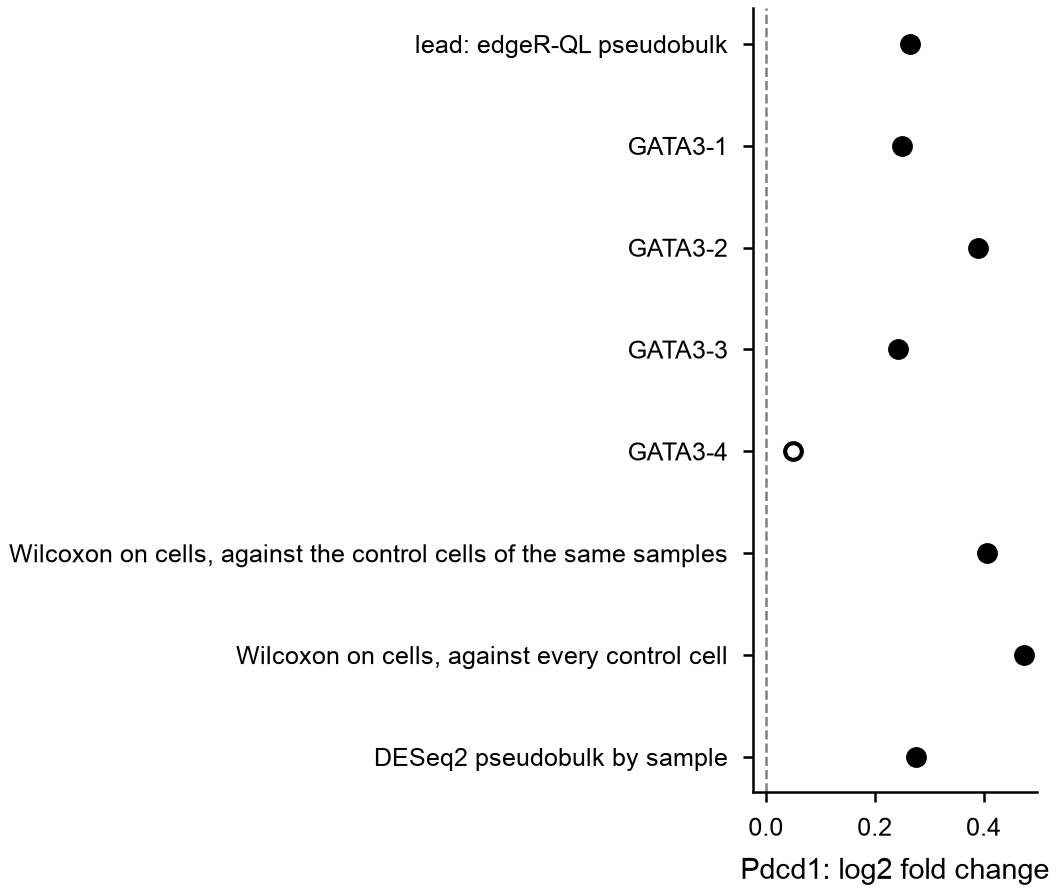 lead: edgeR-QL pseudobulk
GATA3-1
GATA3-2
GATA3-3
GATA3-4
Wilcoxon on cells, against the control cells of the same samples
Wilcoxon on cells, against every control cell
DESeq2 pseudobulk by sample
0.0 0.2 0.4
Pdcd1: log2 fold change